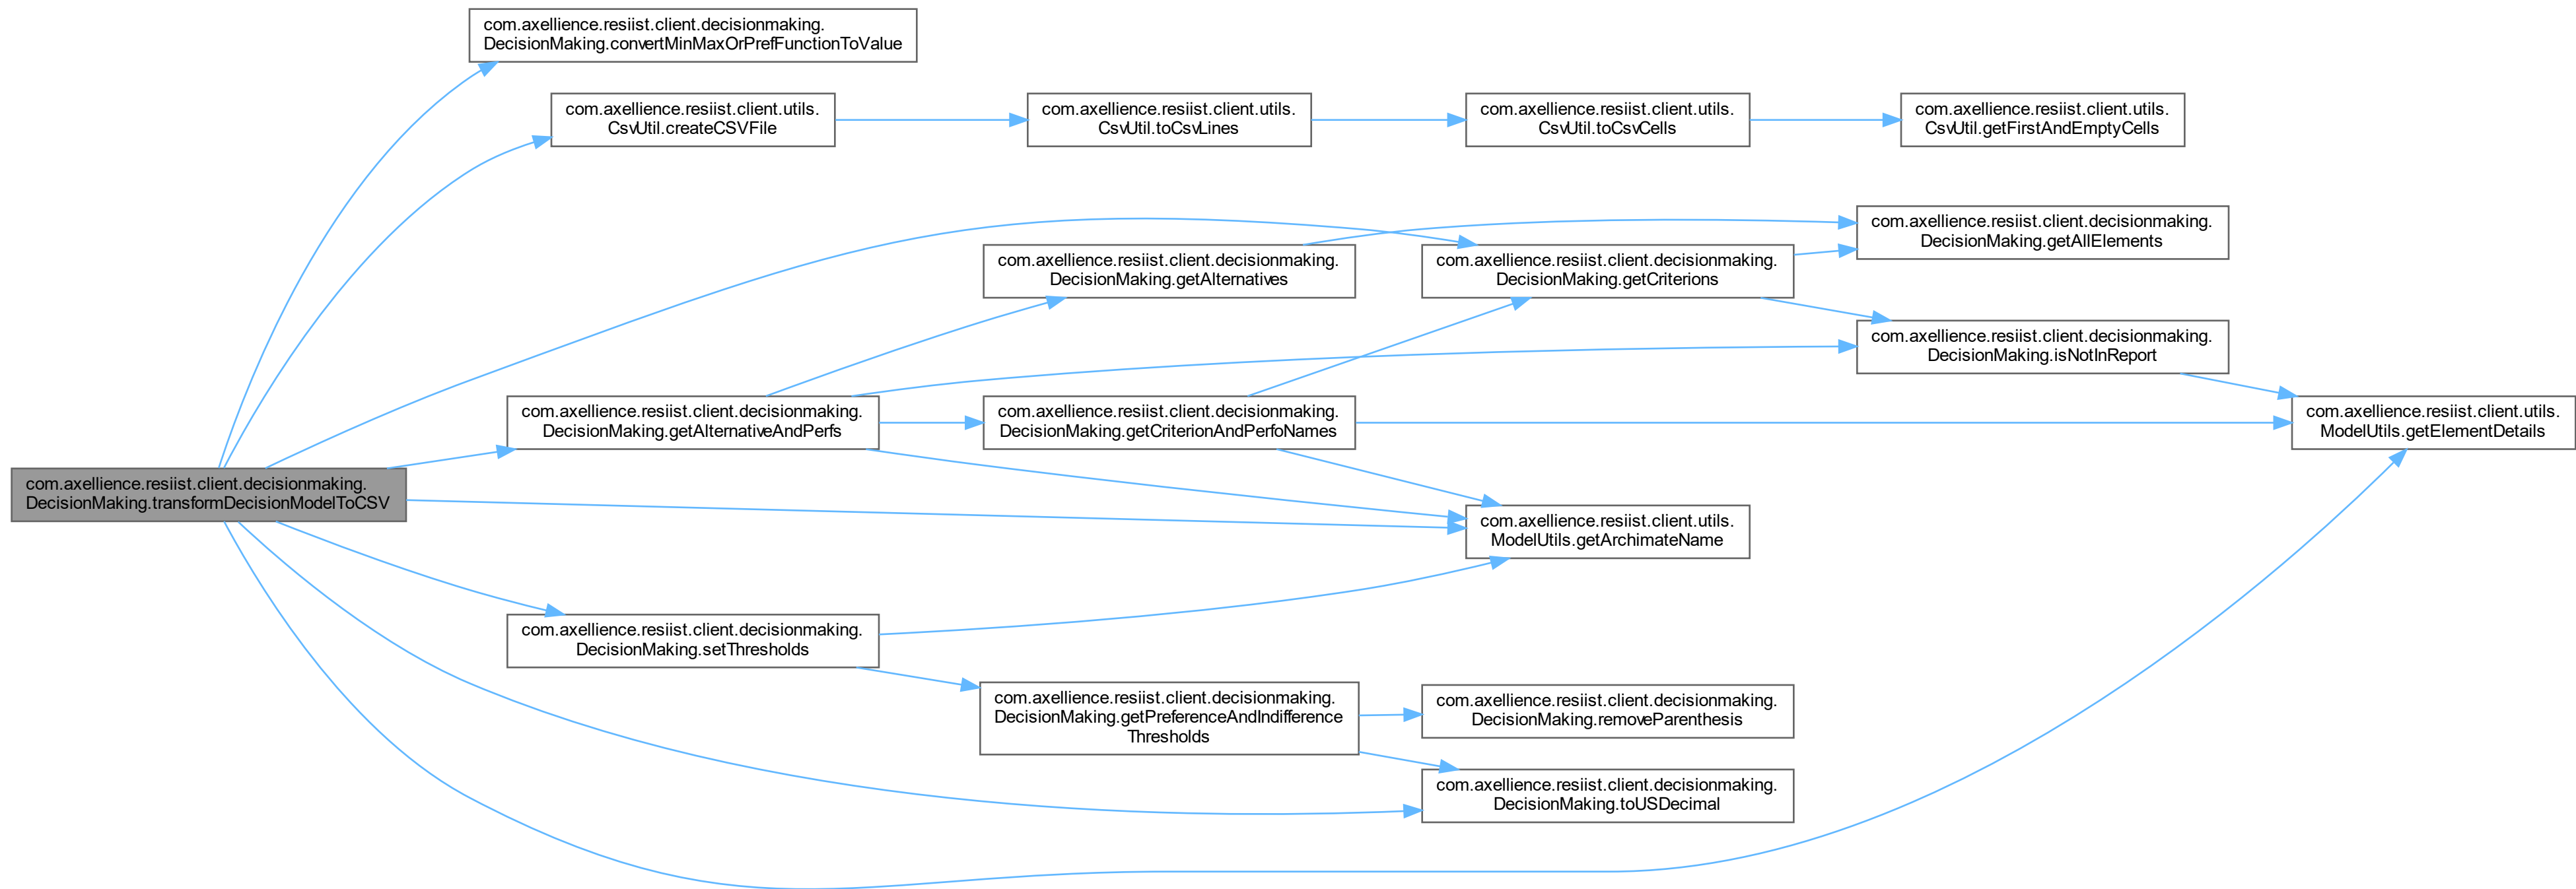 com.axellience.resiist.client.decisionmaking.
DecisionMaking.convertMinMaxOrPrefFunctionToValue
com.axellience.resiist.client.utils.
CsvUtil.createCSVFile
com.axellience.resiist.client.utils.
CsvUtil.toCsvLines
com.axellience.resiist.client.utils.
CsvUtil.toCsvCells
com.axellience.resiist.client.utils.
CsvUtil.getFirstAndEmptyCells
com.axellience.resiist.client.decisionmaking.
DecisionMaking.getAllElements
com.axellience.resiist.client.decisionmaking.
DecisionMaking.getAlternatives
com.axellience.resiist.client.decisionmaking.
DecisionMaking.getCriterions
com.axellience.resiist.client.decisionmaking.
DecisionMaking.isNotInReport
com.axellience.resiist.client.decisionmaking.
DecisionMaking.getAlternativeAndPerfs
com.axellience.resiist.client.decisionmaking.
DecisionMaking.getCriterionAndPerfoNames
com.axellience.resiist.client.utils.
ModelUtils.getElementDetails
com.axellience.resiist.client.decisionmaking.
DecisionMaking.transformDecisionModelToCSV
com.axellience.resiist.client.utils.
ModelUtils.getArchimateName
com.axellience.resiist.client.decisionmaking.
DecisionMaking.setThresholds
com.axellience.resiist.client.decisionmaking.
DecisionMaking.getPreferenceAndIndifference
Thresholds
com.axellience.resiist.client.decisionmaking.
DecisionMaking.removeParenthesis
com.axellience.resiist.client.decisionmaking.
DecisionMaking.toUSDecimal